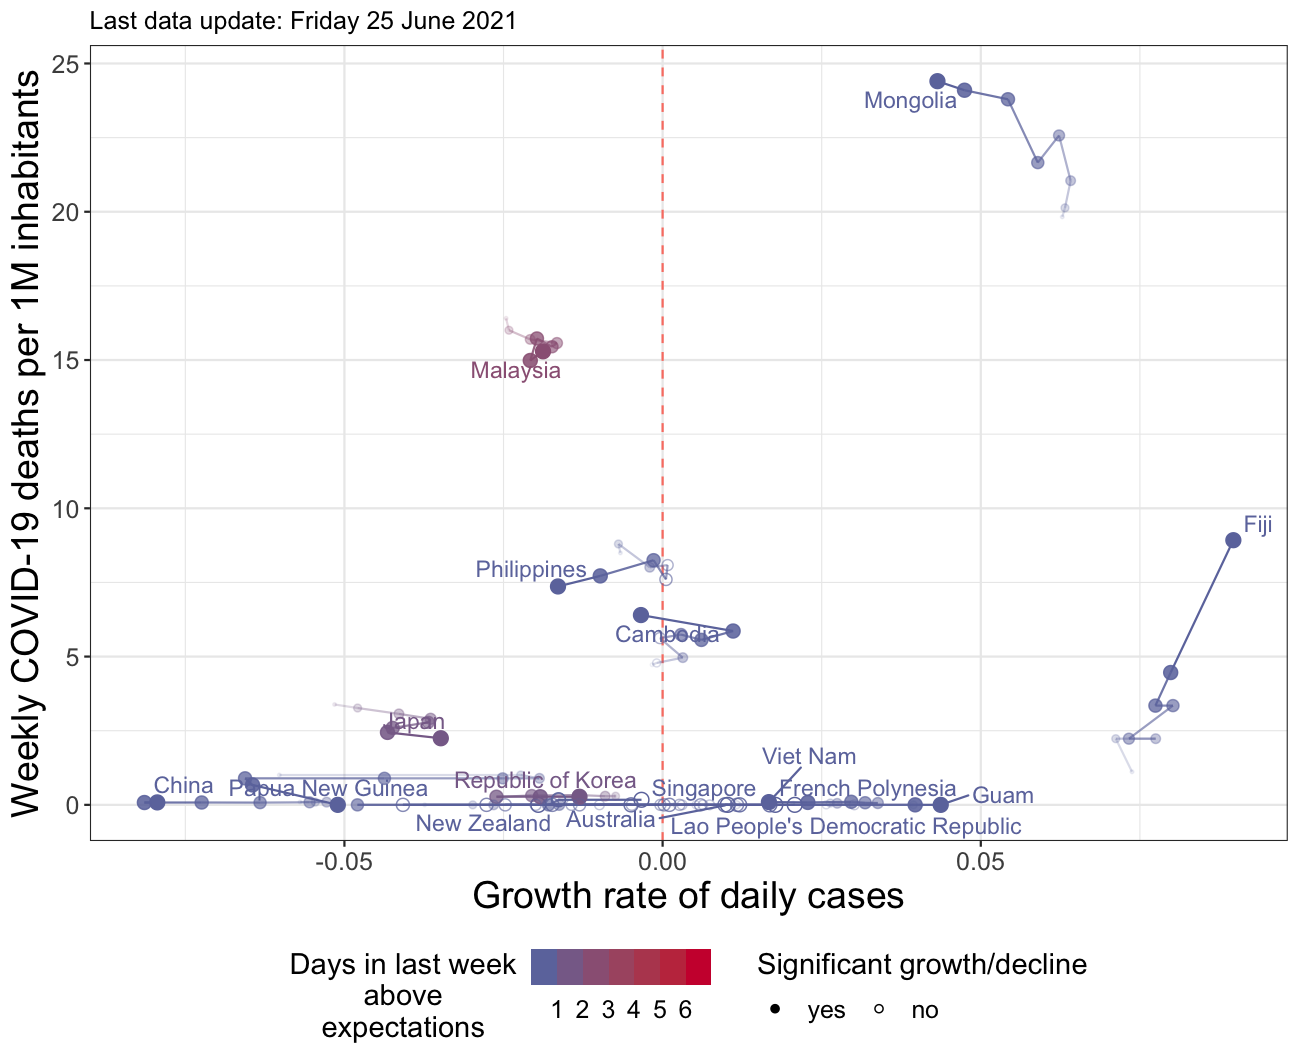 Last data update: Friday 25 June 2021
Weekly COVID-19 deaths per 1M inhabitants
25
20
15
10
5
0
Mongolia
Malaysia
Fiji
Philippines
Cambodia
Japan
Viet Nam
China
Papua New Guinea
Republic of Korea
Singapore
French Polynesia
Guam
New Zealand
Australia
Lao People's Democratic Republic
-0.05
0.00
0.05
Growth rate of daily cases
Days in last week
above
expectations
1 2 3 4 5 6
Significant growth/decline
yes
no